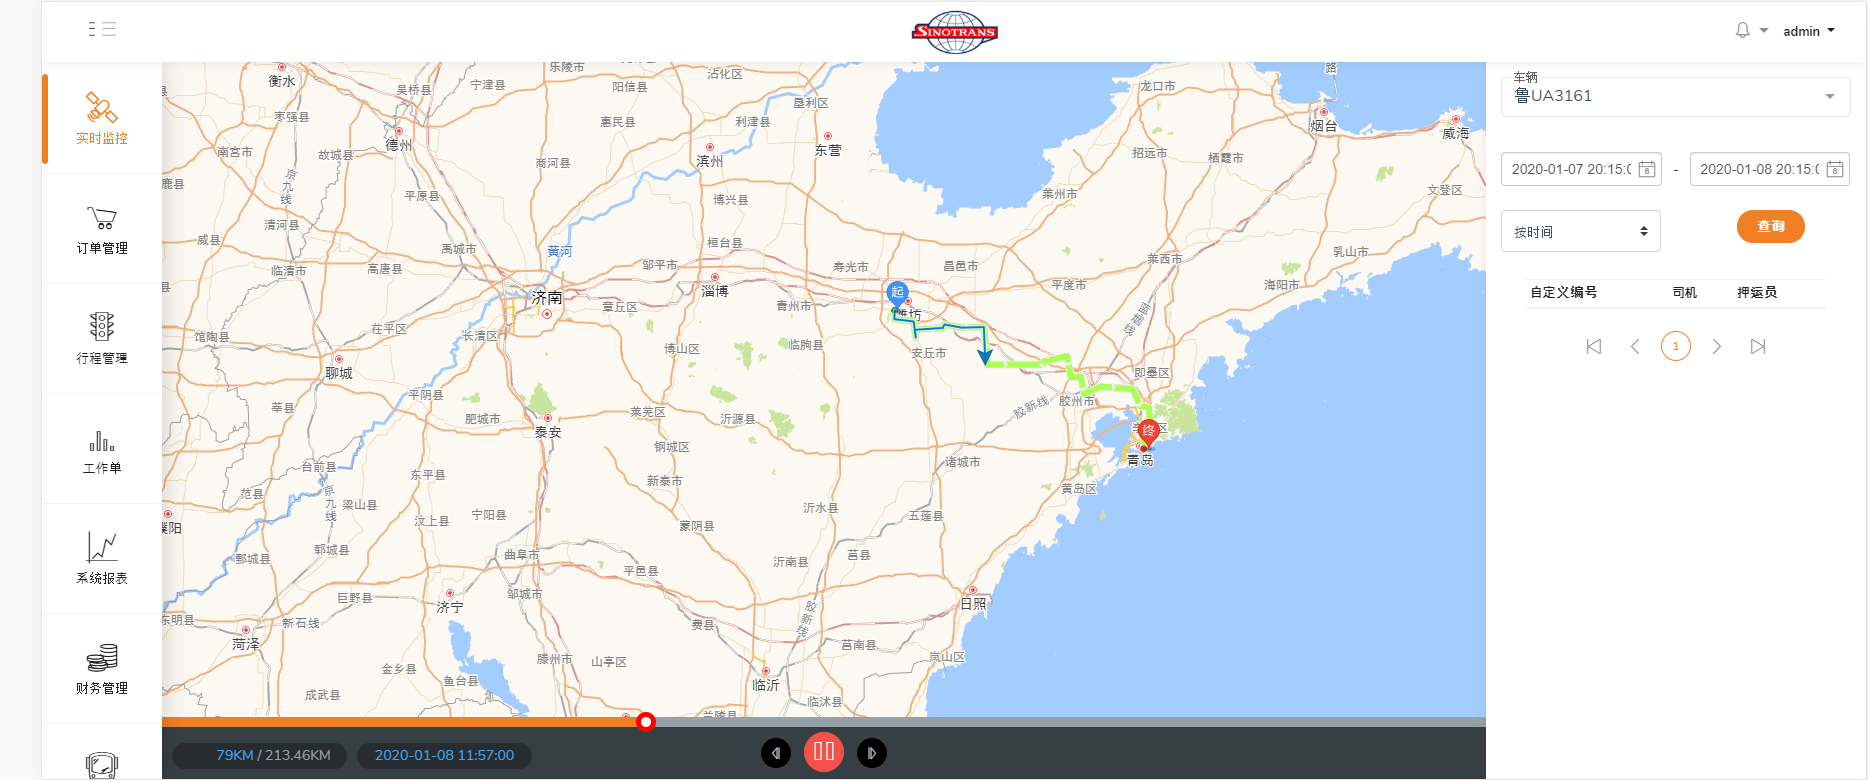 SINOTRANS
admin
实时监控
订单管理
行程管理
工作单
系统报表
财务管理
车辆
鲁UA3161
2020-01-07 20:15:0
-
2020-01-08 20:15:0
按时间
查询
自定义编号 司机 押运员
1
衡水
吴桥县
宁津县
乐陵市
阳信县
沾化区
垦利区
利津县
龙口市
路
烟台
威海
枣强县
德州
惠民县
东营
滨州
招远市
栖霞市
南宫市
故城县
商河县
文登区
鹿县
京九线
平原县
博兴县
莱州市
清河县
威县
禹城市
黄河
桓台县
莱西市
乳山市
临清市
高唐县
邹平市
寿光市
昌邑市
平度市
海阳市
济南
淄博
青州市
起
潍坊
章丘区
蓝烟线
馆陶县
茌平区
长清区
博山区
临朐县
安丘市
即墨区
聊城
平阴县
莘县
肥城市
莱芜区
沂源县
胶新线
胶州市
泰安
终
青岛
钢城区
诸城市
台前县
东平县
新泰市
黄岛区
范县
京九线
梁山县
濮阳
汶上县
宁阳县
蒙阴县
沂水县
五莲县
鄄城县
郓城县
曲阜市
沂南县
莒县
平邑县
巨野县
济宁
邹城市
日照
东明县
新石线
菏泽
费县
胶新线
莒南县
金乡县
鱼台县
滕州市
山亭区
岚山区
成武县
临沂
临沭县
兰陵县
79KM / 213.46KM
2020-01-08 11:57:00